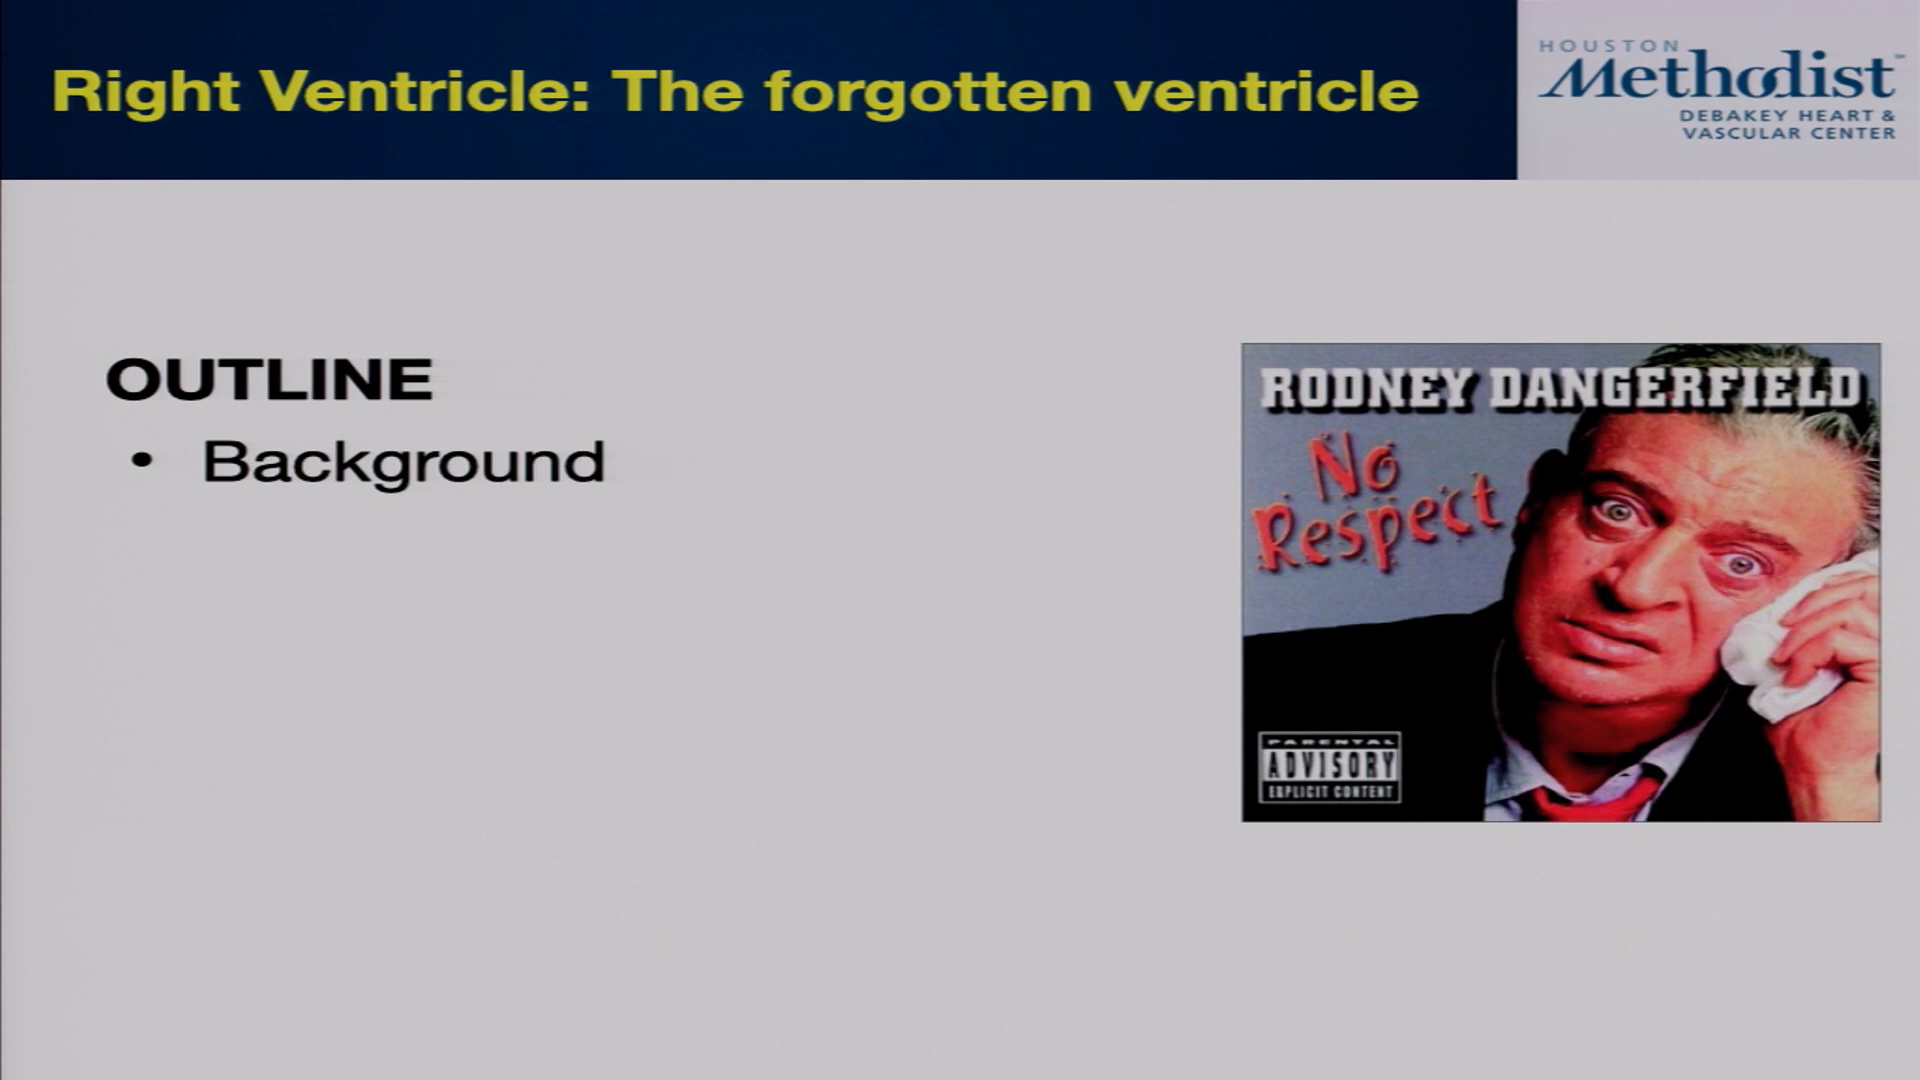 Right Ventricle: The forgotten ventricle
HOUSTON
Methodist
DEBAKEY HEART &
VASCULAR CENTER
OUTLINE
• Background
RODNEY DANGERFIELD
No
Respect
PARENTAL
ADVISORY
EXPLICIT CONTENT